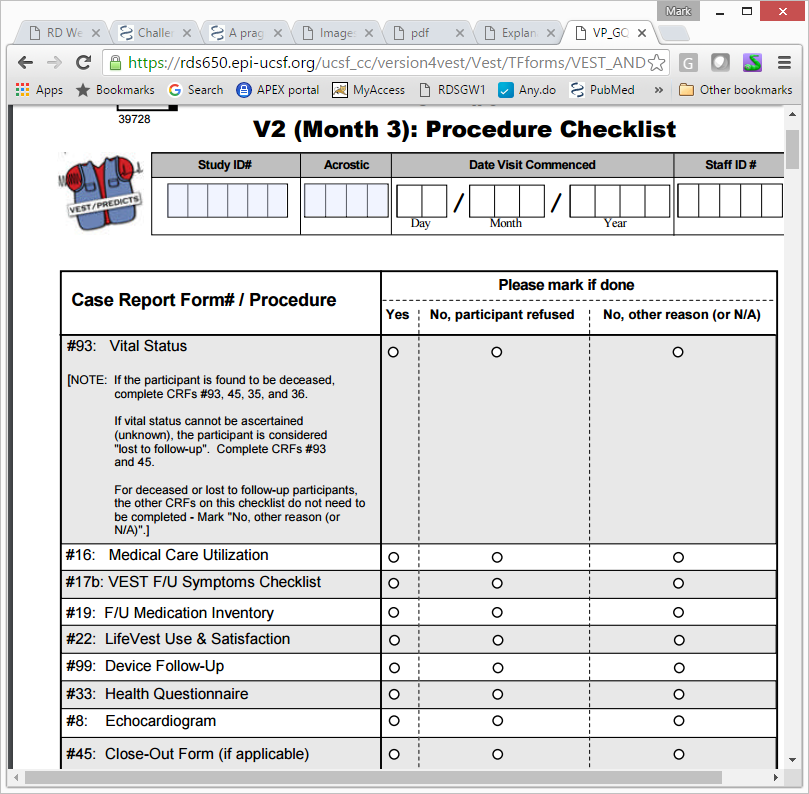 Mark
RD We
Challe
A prag
Image
pdf
Explan
VP_GO
https://rds650.epi-ucsf.org/ucsf_cc/version4vest/Vest/TFforms/VEST_AND
Apps
Bookmarks
Search
APEX portal
MyAccess
RDSGW1
Any.do
PubMed
»
Other bookmarks
39728
V2 (Month 3): Procedure Checklist
VEST/PREDICTS
Study ID#
Acrostic
Date Visit Commenced
Staff ID #
/ /
Day
Month
Year
Case Report Form# / Procedure
Please mark if done
Yes
No, participant refused
No, other reason (or N/A)
#93: Vital Status
[NOTE: If the participant is found to be deceased,
complete CRFs #93, 45, 35, and 36.
If vital status cannot be ascertained
(unknown), the participant is considered
"lost to follow-up". Complete CRFs #93
and 45.
For deceased or lost to follow-up participants,
the other CRFs on this checklist do not need to
be completed - Mark "No, other reason (or
N/A)".]
#16: Medical Care Utilization
#17b: VEST F/U Symptoms Checklist
#19: F/U Medication Inventory
#22: LifeVest Use & Satisfaction
#99: Device Follow-Up
#33: Health Questionnaire
#8: Echocardiogram
#45: Close-Out Form (if applicable)